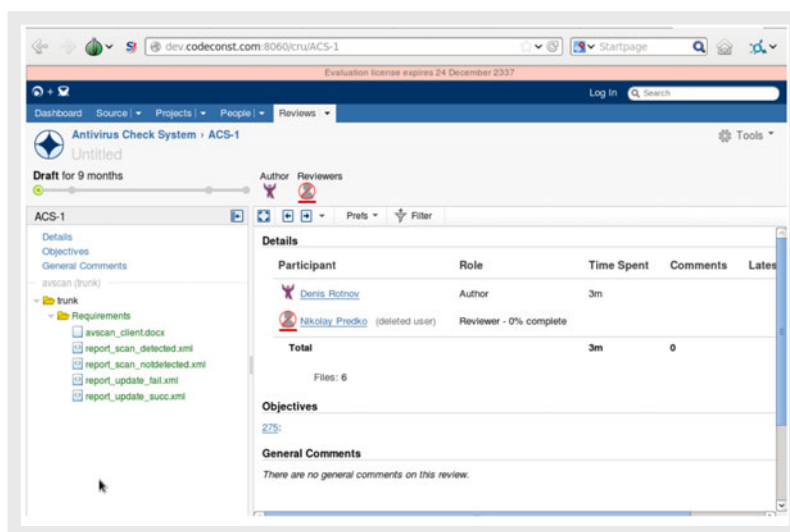 dev.codeconst.com:8060/cru/ACS-1
Startpage
Evaluation license expires 24 December 2337
Log In
Search
Dashboard Source Projects People Reviews
Antivirus Check System › ACS-1
Tools
Untitled
Draft for 9 months
Author Reviewers
ACS-1
Prefs Filter
Details
Objectives
General Comments
avscan (trunk)
trunk
Requirements
avscan_client.docx
report_scan_detected.xml
report_scan_notdetected.xml
report_update_fail.xml
report_update_succ.xml
Details
Participant Role Time Spent Comments Lates
Denis Rotnov Author 3m
Nikolay Predko (deleted user) Reviewer - 0% complete
Total 3m 0
Files: 6
Objectives
275:
General Comments
There are no general comments on this review.